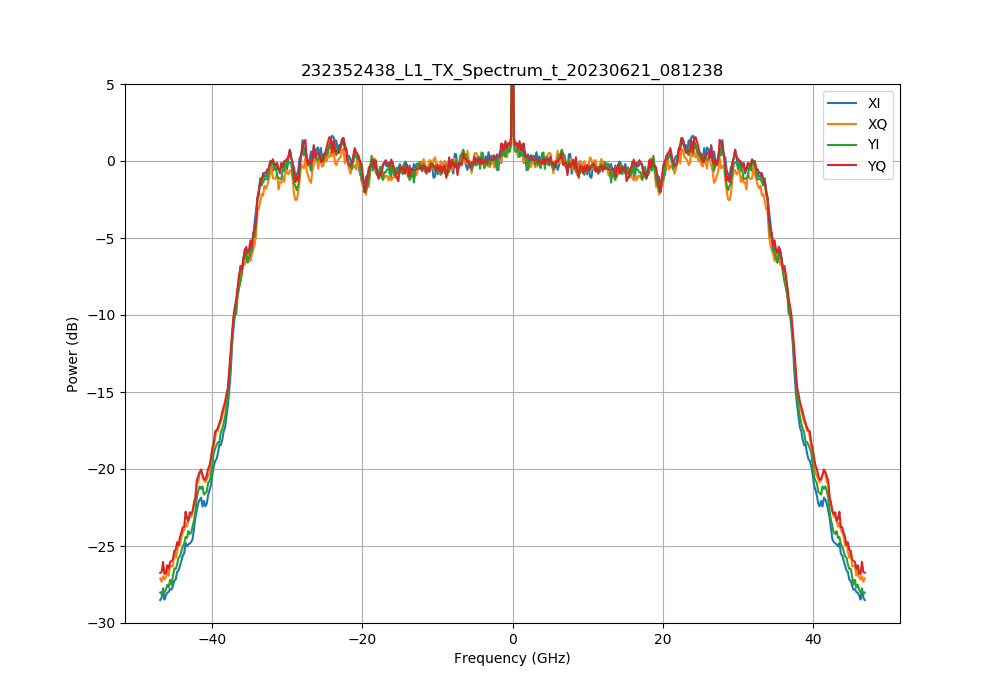 232352438_L1_TX_Spectrum_t_20230621_081238
5
0
−5
−10
−15
−20
−25
−30
Power (dB)
XI
XQ
YI
YQ
−40
−20
0
20
40
Frequency (GHz)